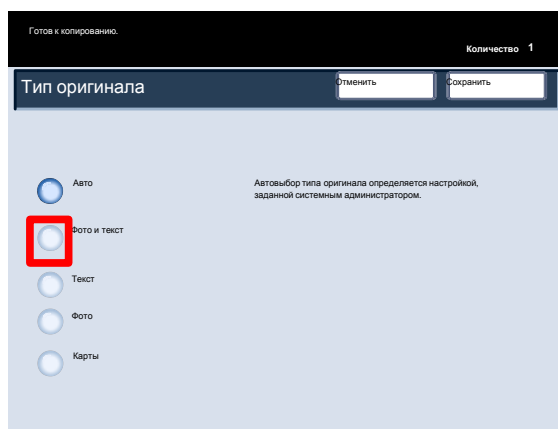 Готов к копированию.
Количество 1
Тип оригинала
Отменить
Сохранить
Авто
Автовыбор типа оригинала определяется настройкой,
заданной системным администратором.
Фото и текст
Текст
Фото
Карты